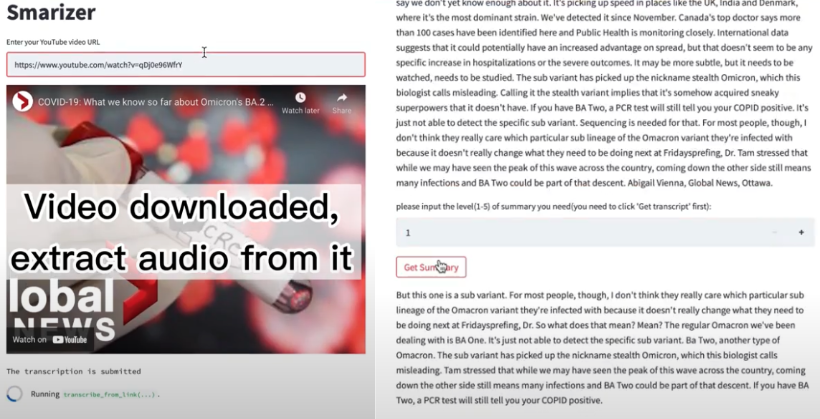 Smarizer
Enter your YouTube video URL
https://www.youtube.com/watch?v=qDj0e96WfrY
COVID-19: What we know so far about Omicron's BA.2 ...
Watch later
Share
Video downloaded,
extract audio from it
lobal
NEWS
Watch on YouTube
The transcription is submitted
Running transcribe_from_link(...).
say we don't yet know enough about it. It's picking up speed in places like the UK, India and Denmark,
where it's the most dominant strain. We've detected it since November. Canada's top doctor says more
than 100 cases have been identified here and Public Health is monitoring closely. International data
suggests that it could potentially have an increased advantage on spread, but that doesn't seem to be any
specific increase in hospitalizations or the severe outcomes. It may be more subtle, but it needs to be
watched, needs to be studied. The sub variant has picked up the nickname stealth Omicron, which this
biologist calls misleading. Calling it the stealth variant implies that it's somehow acquired sneaky
superpowers that it doesn't have. If you have BA Two, a PCR test will still tell you your COPID positive. It's
just not able to detect the specific sub variant. Sequencing is needed for that. For most people, though, I
don't think they really care which particular sub lineage of the Omacron variant they're infected with
because it doesn't really change what they need to be doing next at Fridaysprefing, Dr. Tam stressed that
while we may have seen the peak of this wave across the country, coming down the other side still means
many infections and BA Two could be part of that descent. Abigail Vienna, Global News, Ottawa.
please input the level(1-5) of summary you need(you need to click 'Get transcript' first):
1
Get Summary
But this one is a sub variant. For most people, though, I don't think they really care which particular sub
lineage of the Omacron variant they're infected with because it doesn't really change what they need to
be doing next at Fridaysprefing, Dr. So what does that mean? Mean? The regular Omacron we've been
dealing with is BA One. It's just not able to detect the specific sub variant. Ba Two, another type of
Omacron. The sub variant has picked up the nickname stealth Omicron, which this biologist calls
misleading. Tam stressed that while we may have seen the peak of this wave across the country, coming
down the other side still means many infections and BA Two could be part of that descent. If you have BA
Two, a PCR test will still tell you your COPID positive.